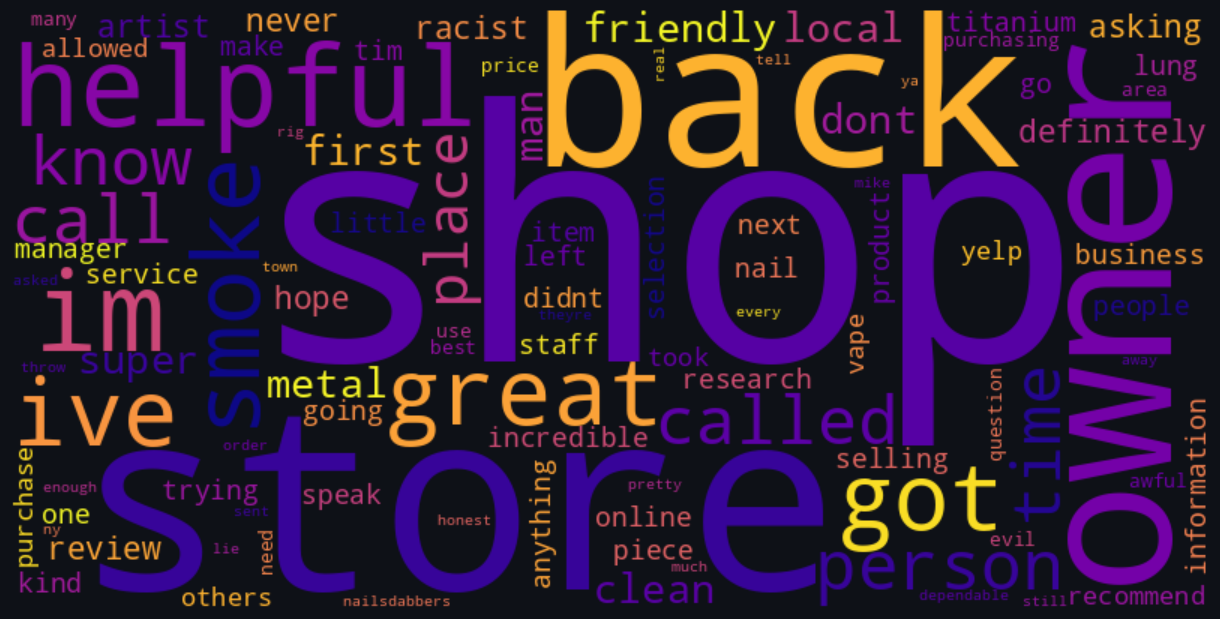 many
artist
never
racist
back
friendly
local
titanium
asking
allowed
make
tim
price
real
tell
purchasing
lung
helpful
ya
go
area
know
rig
first
man
dont
definitely
call
smoke
little
place
shop
selection
mike
product
owner
item
left
next
nail
yelp
manager
service
town
business
asked
im
hope
didnt
theyre
every
people
use
best
staff
took
vape
super
throw
away
metal
great
research
ive
going
called
question
time
incredible
order
store
selling
purchase
enough
trying
speak
anything
pretty
got
awful
information
one
sent
honest
online
ny
review
lie
need
piece
much
evil
person
kind
others
nailsdabbers
clean
dependable
still
recommend